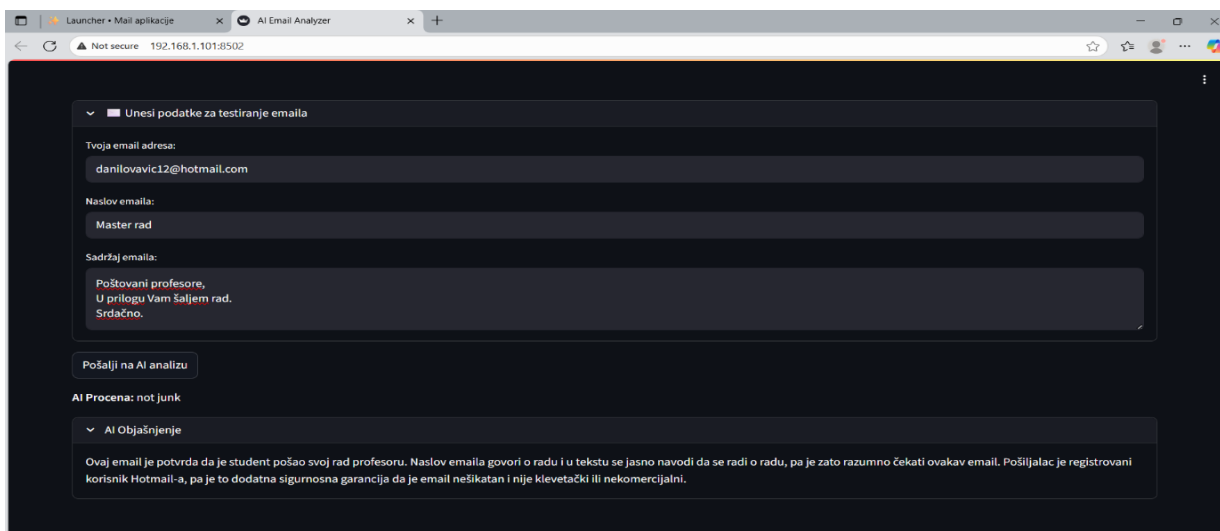 Launcher • Mail aplikacije
AI Email Analyzer
Not secure 192.168.1.101:8502
Unesi podatke za testiranje emaila
Tvoja email adresa:
danilovavic12@hotmail.com
Naslov emaila:
Master rad
Sadržaj emaila:
Poštovani profesore,
U prilogu Vam šaljem rad.
Srdačno.
Pošalji na AI analizu
AI Procena: not junk
AI Objašnjenje
Ovaj email je potvrda da je student pošao svoj rad profesoru. Naslov emaila govori o radu i u tekstu se jasno navodi da se radi o radu, pa je zato razumno čekati ovakav email. Pošiljalac je registrovani
korisnik Hotmail-a, pa je to dodatna sigurnosna garancija da je email nešikatan i nije klevetački ili nekomercijalni.